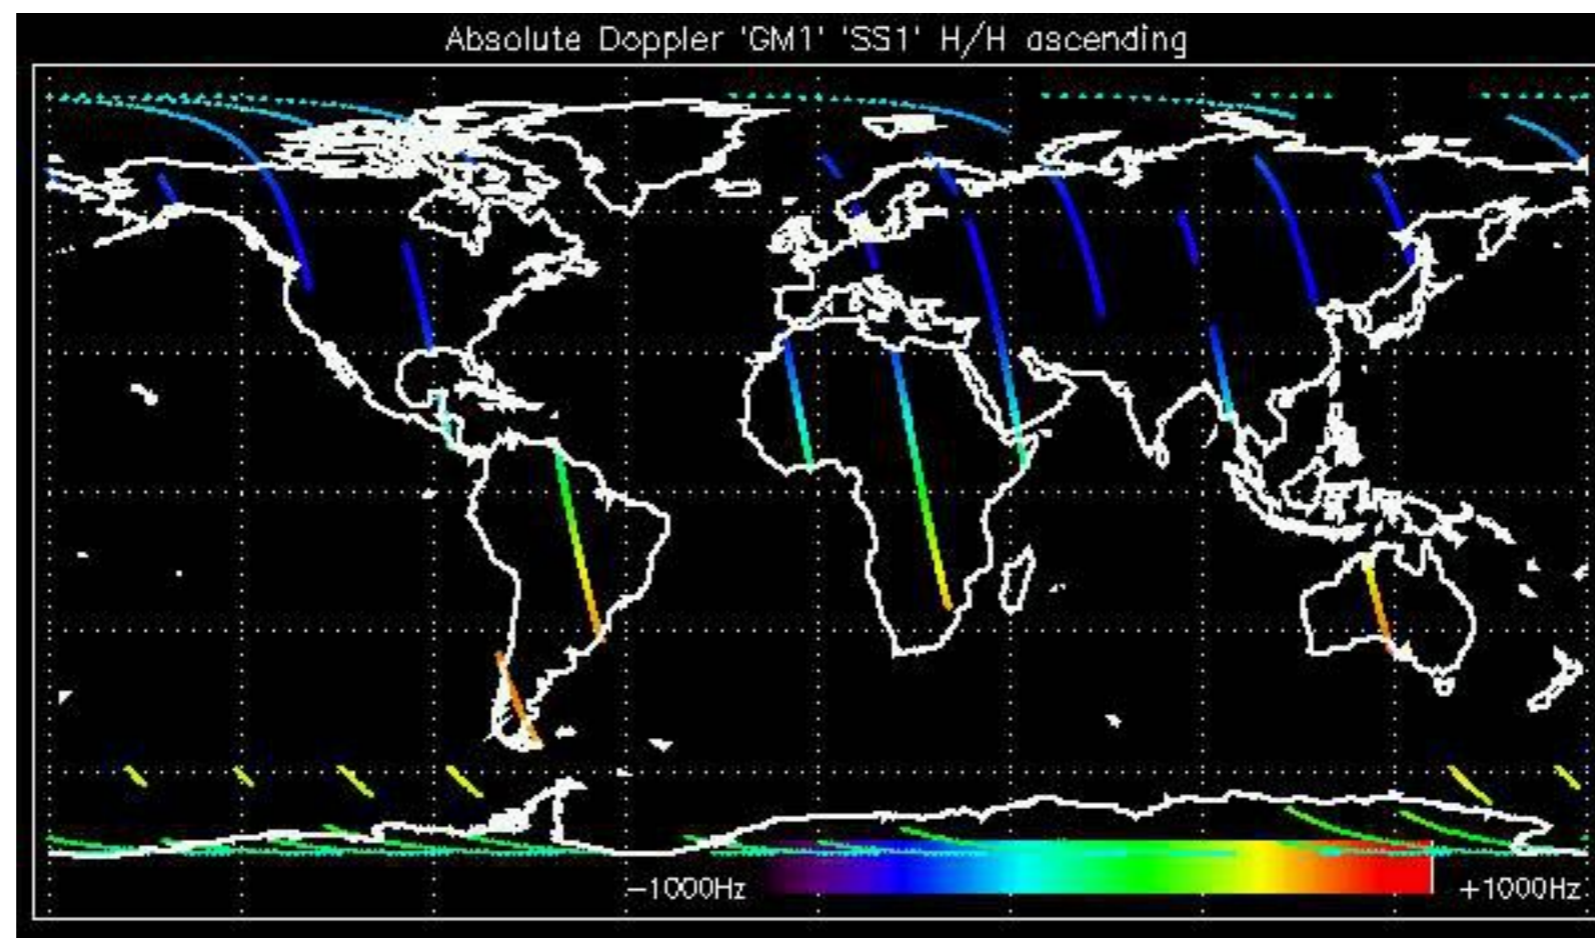 Absolute Doppler 'GM1' 'SS1' H/H ascending
-1000Hz +1000Hz